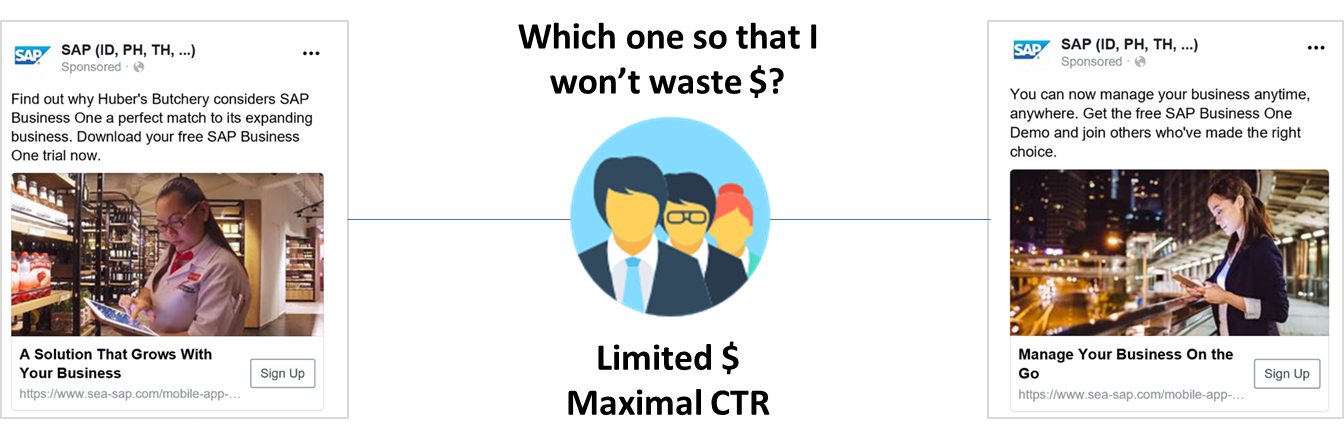 SAP
SAP (ID, PH, TH, ...)
...
Sponsored ·
Find out why Huber's Butchery considers SAP
Business One a perfect match to its expanding
business. Download your free SAP Business
One trial now.
A Solution That Grows With
Your Business
Sign Up
https://www.sea-sap.com/mobile-app-...
Which one so that I
won't waste $?
Limited $
Maximal CTR
SAP
SAP (ID, PH, TH, ...)
...
Sponsored ·
You can now manage your business anytime,
anywhere. Get the free SAP Business One
Demo and join others who've made the right
choice.
Manage Your Business On the
Go
Sign Up
https://www.sea-sap.com/mobile-app-...